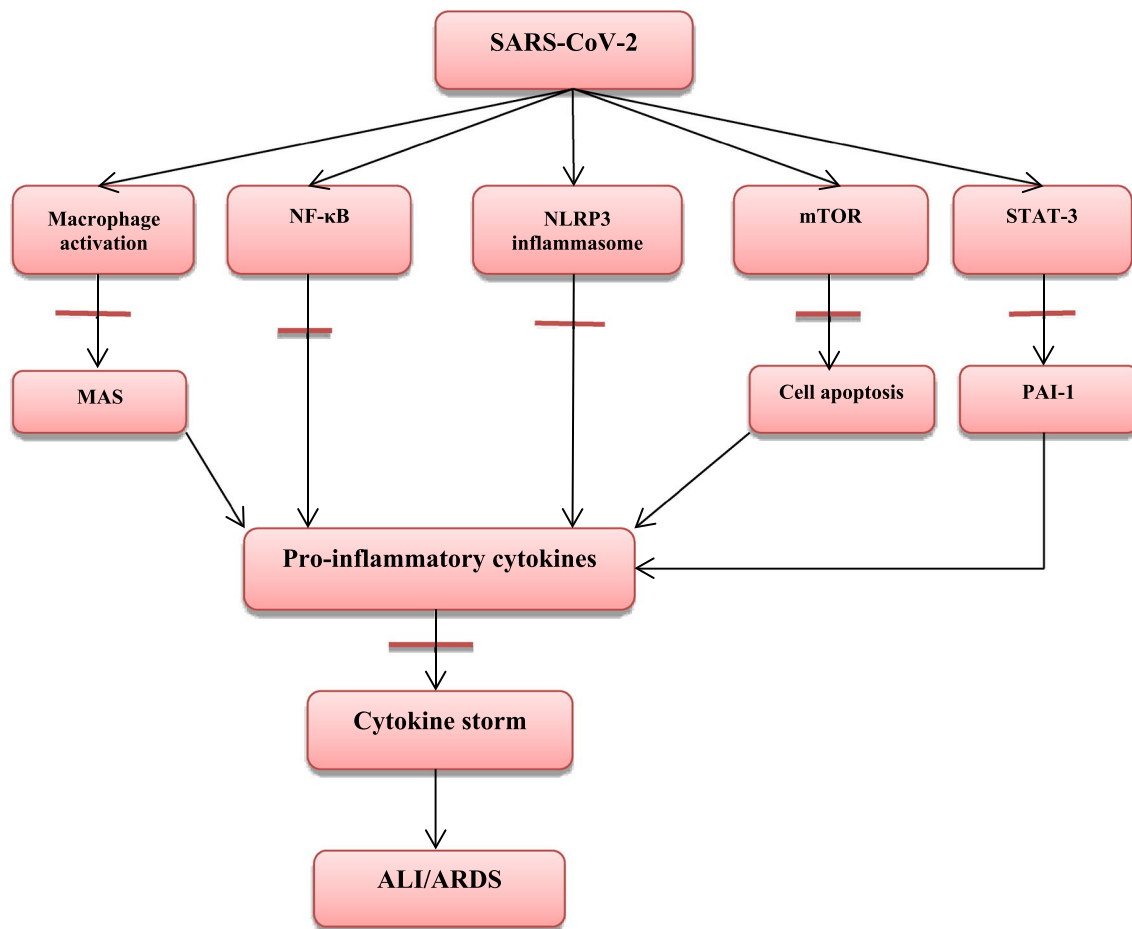 SARS-CoV-2
Macrophage
activation
NF-κB
NLRP3
inflammasome
mTOR
STAT-3
MAS
Cell apoptosis
PAI-1
Pro-inflammatory cytokines
Cytokine storm
ALI/ARDS